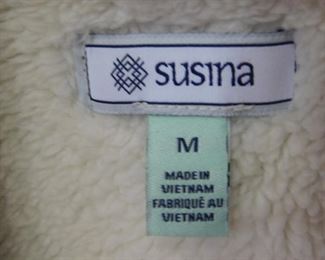 susina
M
MADE IN
VIETNAM
FABRIQUÉ AU
VIETNAM